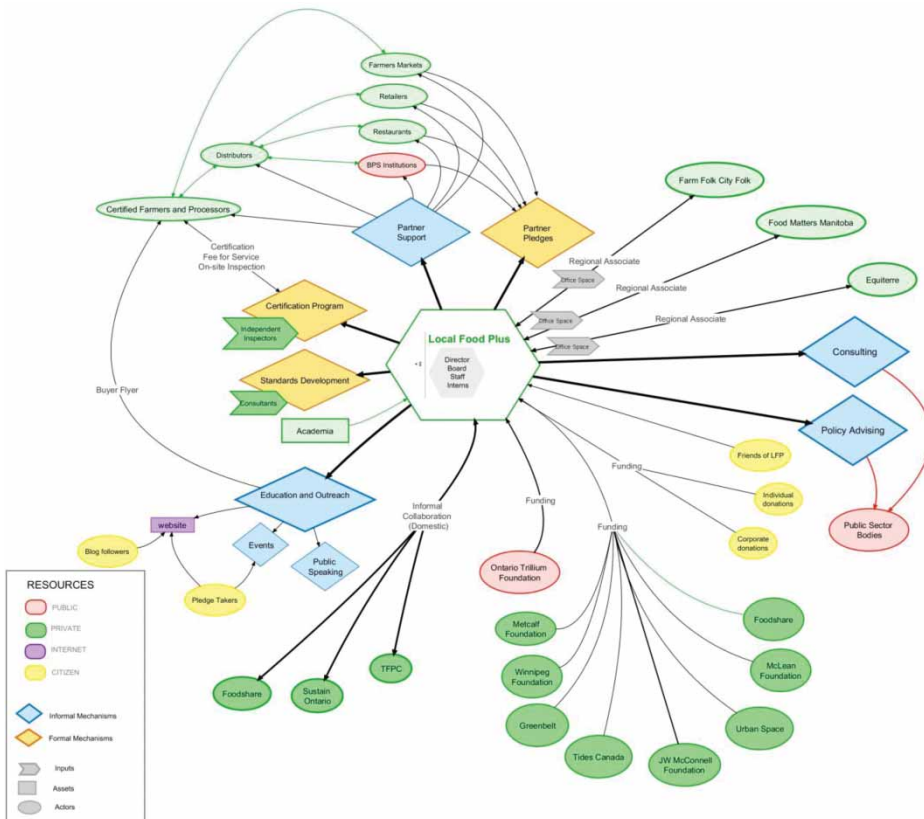 Farmers Markets
Retailers
Restaurants
Distributors
BPS Institutions
Certified Farmers and Processors
Partner
Support
Partner
Pledges
Farm Folk City Folk
Food Matters Manitoba
Equiterre
Regional Associate
Office Space
Regional Associate
Office Space
Regional Associate
Office Space
Certification
Fee for Service
On-site Inspection
Certification Program
Independent
Inspectors
Standards Development
Consultants
Academia
Local Food Plus
Director
Board
Staff
Interns
Consulting
Policy Advising
Public Sector
Bodies
Buyer Flyer
Education and Outreach
website
Events
Public
Speaking
Blog followers
Pledge Takers
Informal
Collaboration
(Domestic)
Foodshare
Sustain
Ontario
TFPC
Funding
Ontario Trillium
Foundation
Funding
Friends of LFP
Individual
donations
Corporate
donations
Funding
Metcalf
Foundation
Winnipeg
Foundation
Greenbelt
Tides Canada
JW McConnell
Foundation
Urban Space
McLean
Foundation
Foodshare
RESOURCES
PUBLIC
PRIVATE
INTERNET
CITIZEN
Informal Mechanisms
Formal Mechanisms
Inputs
Assets
Actors